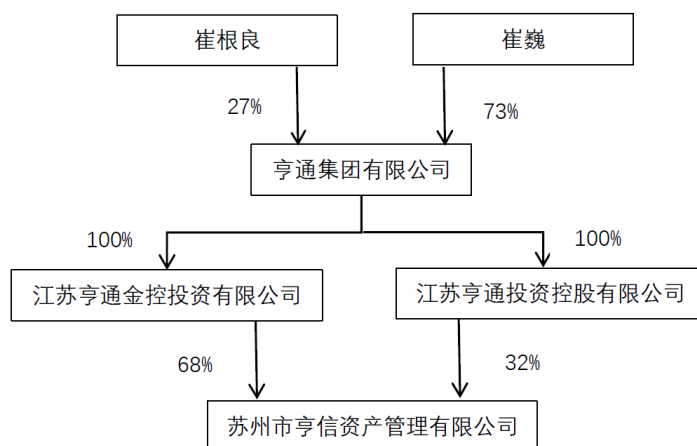 崔根良
崔巍
27%
73%
亨通集团有限公司
100%
100%
江苏亨通金控投资有限公司
江苏亨通投资控股有限公司
68%
32%
苏州市亨信资产管理有限公司